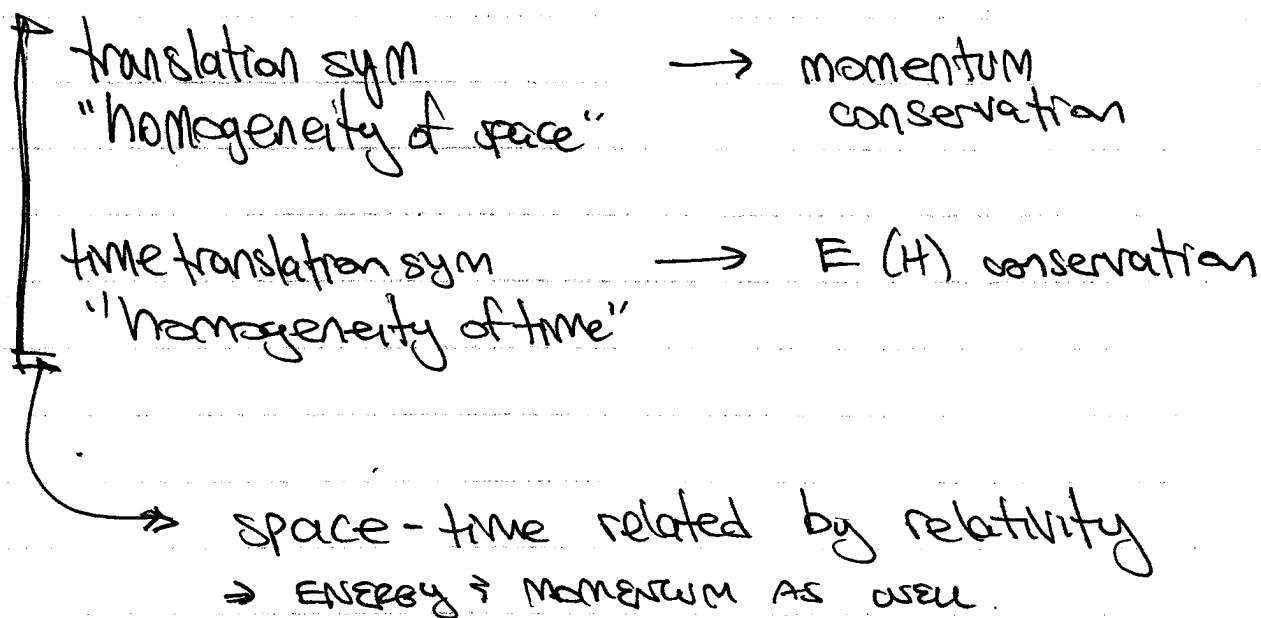 translation sym → momentum
"homogeneity of space" conservation
time translation sym → E (H) conservation
"homogeneity of time"
space-time related by relativity
⇒ ENERGY & MOMENTUM AS WELL.